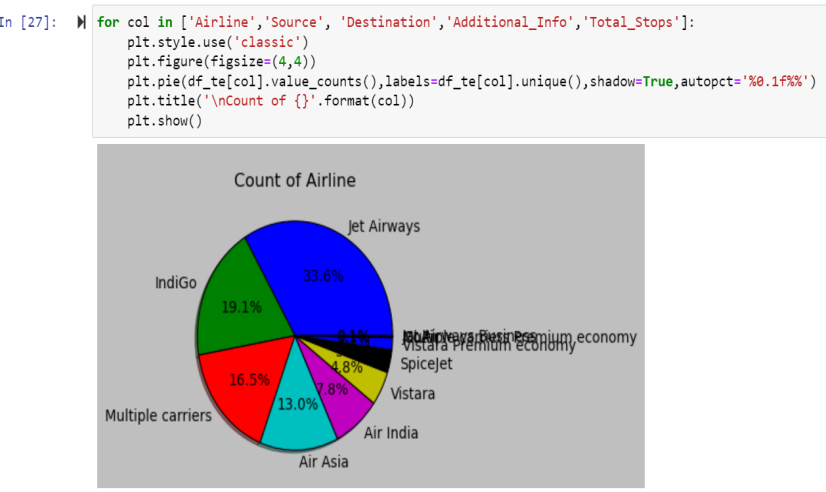 In [27]:
for col in ['Airline','Source', 'Destination','Additional_Info','Total_Stops']:
plt.style.use('classic')
plt.figure(figsize=(4,4))
plt.pie(df_te[col].value_counts(),labels=df_te[col].unique(),shadow=True,autopct='%0.1f%%')
plt.title('\nCount of {}'.format(col))
plt.show()
Count of Airline
Jet Airways
33.6%
IndiGo
19.1%
Premium economy
Vistara Premium economy
SpiceJet
4.8%
Vistara
7.8%
16.5%
13.0%
Multiple carriers
Air India
Air Asia